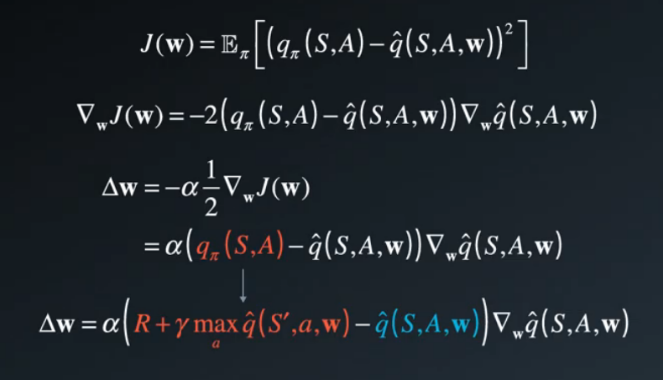 J(w) = 𝔼_π[(q_π(S,A) − q̂(S,A,w))²]
∇_w J(w) = −2(q_π(S,A) − q̂(S,A,w))∇_w q̂(S,A,w)
Δw = −α 1/2 ∇_w J(w)
= α(q_π(S,A) − q̂(S,A,w))∇_w q̂(S,A,w)
Δw = α(R + γ max_a q̂(S′,a,w) − q̂(S,A,w))∇_w q̂(S,A,w)